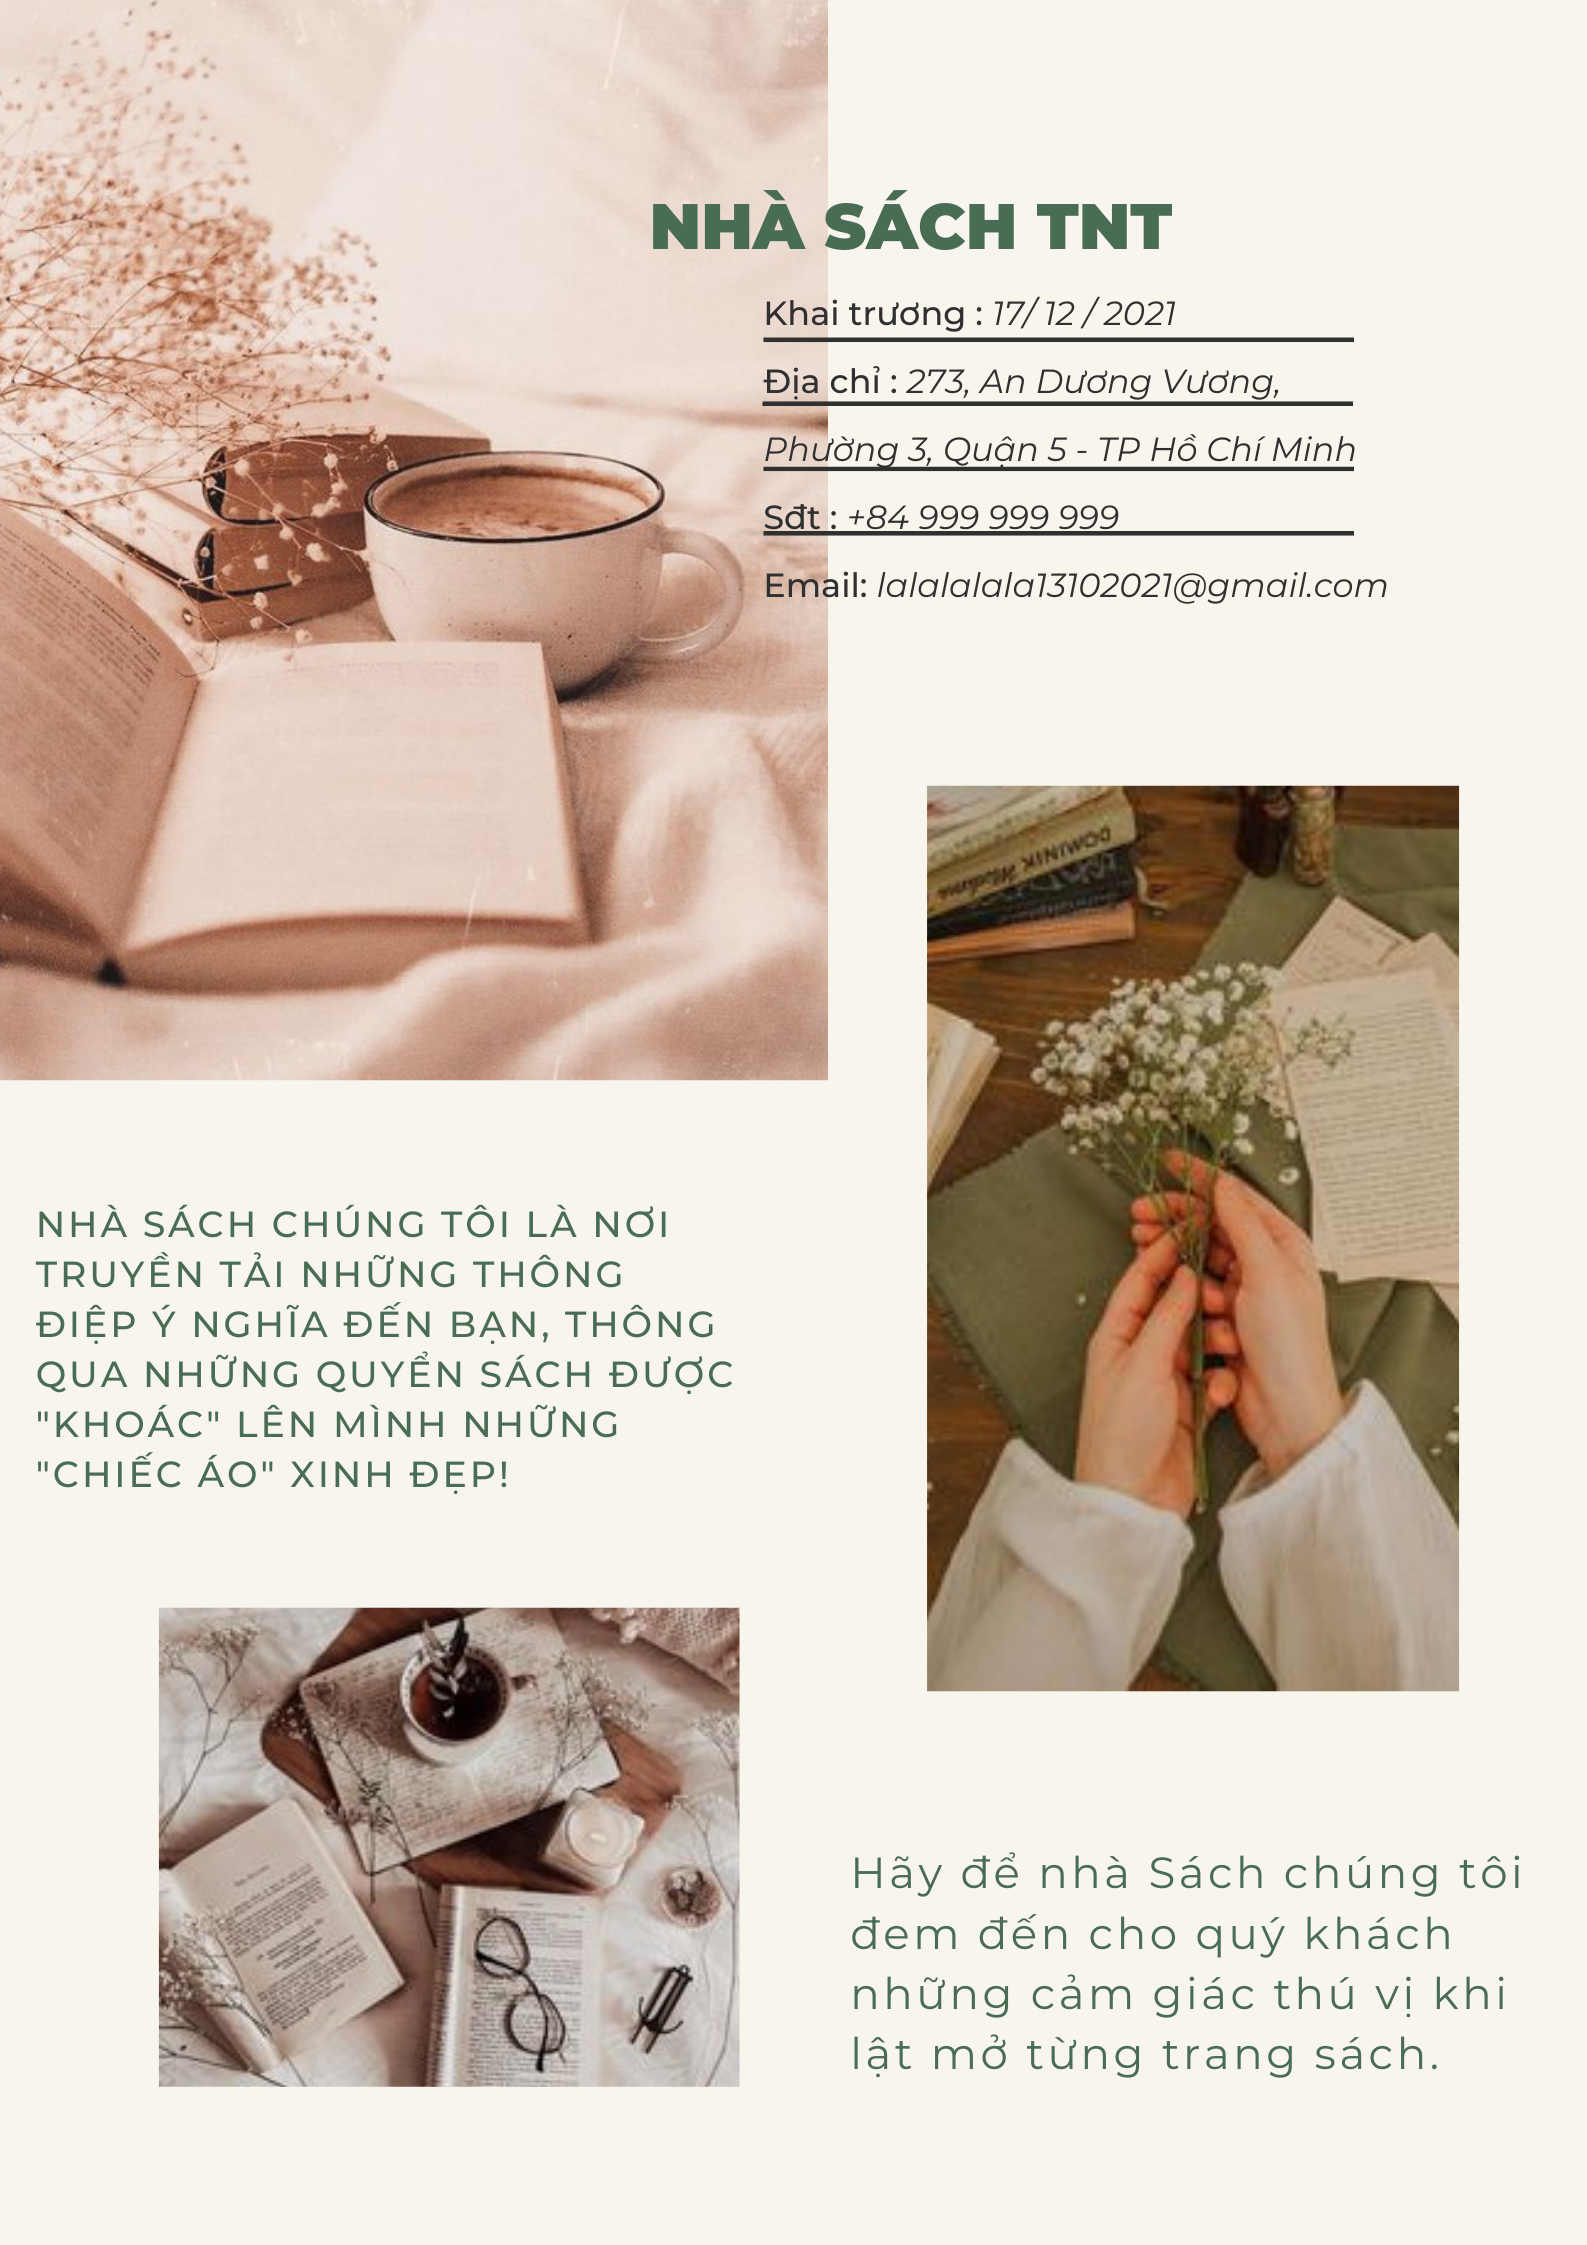 NHÀ SÁCH TNT
Khai trương : 17/ 12 / 2021
Địa chỉ : 273, An Dương Vương,
Phường 3, Quận 5 - TP Hồ Chí Minh
Sđt : +84 999 999 999
Email: lalalalala13102021@gmail.com
DOMINIK
NHÀ SÁCH CHÚNG TÔI LÀ NƠI
TRUYỀN TẢI NHỮNG THÔNG
ĐIỆP Ý NGHĨA ĐẾN BẠN, THÔNG
QUA NHỮNG QUYỂN SÁCH ĐƯỢC
"KHOÁC" LÊN MÌNH NHỮNG
"CHIẾC ÁO" XINH ĐẸP!
Hãy để nhà Sách chúng tôi
đem đến cho quý khách
những cảm giác thú vị khi
lật mở từng trang sách.